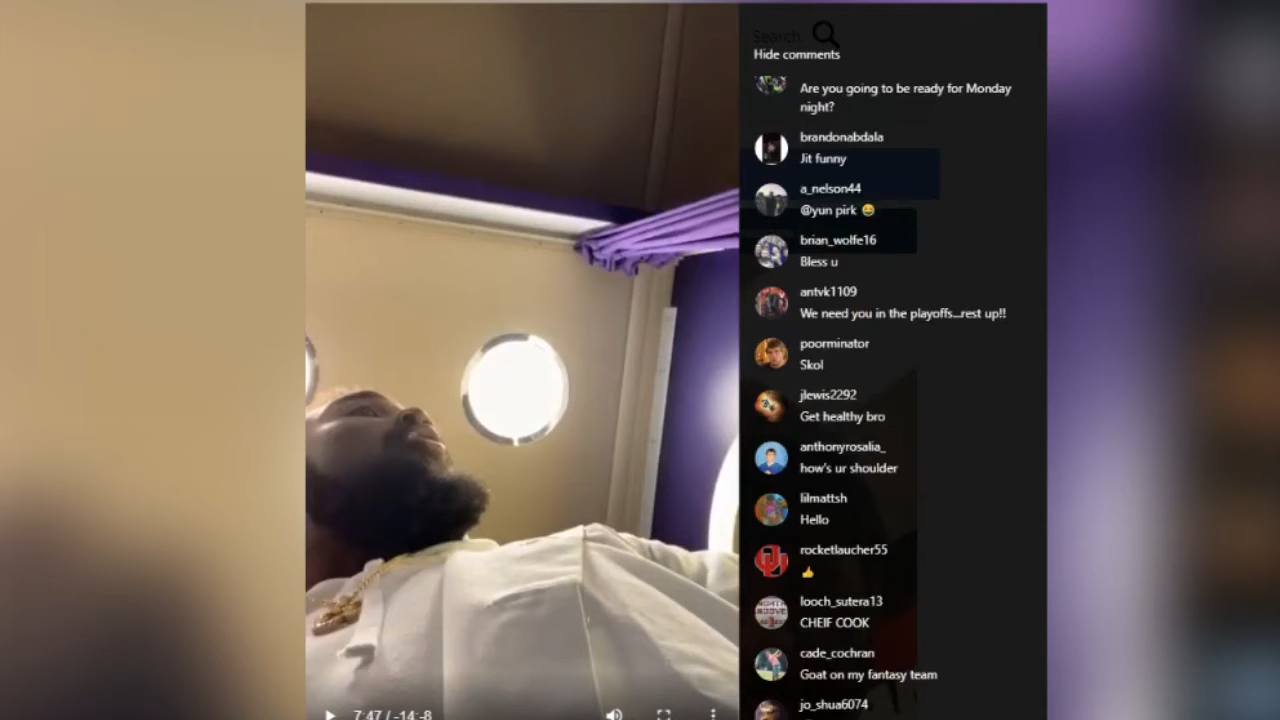 Search
Hide comments
Are you going to be ready for Monday
night?
brandonabdala
Jit funny
a_nelson44
@yun pirk 😂
brian_wolfe16
Bless u
antvk1109
We need you in the playoffs...rest up!!
poorminator
Skol
jlewis2292
Get healthy bro
anthonyrosalia_
how's ur shoulder
lilmattsh
Hello
rocketlaucher55
👍
looch_sutera13
CHEIF COOK
cade_cochran
Goat on my fantasy team
jo_shua6074
7:47 / -14:-8